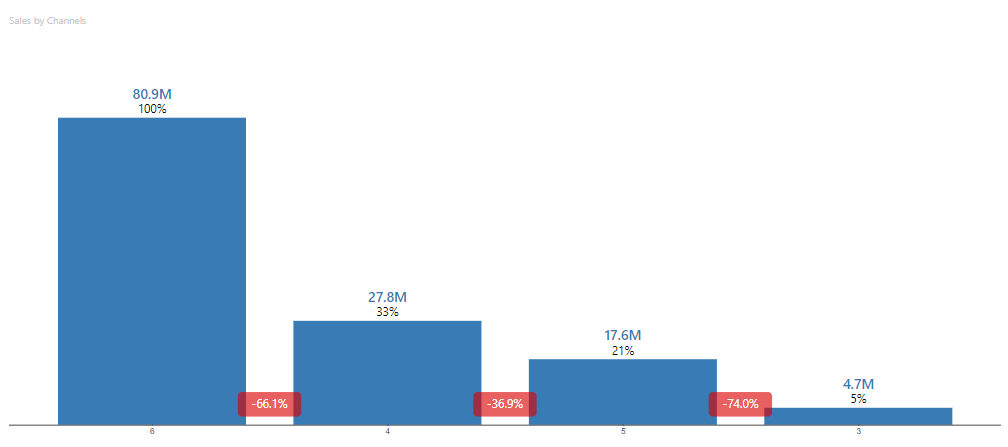 Sales by Channels
80.9M
100%
27.8M
33%
17.6M
21%
4.7M
5%
-66.1%
-36.9%
-74.0%
6
4
5
3